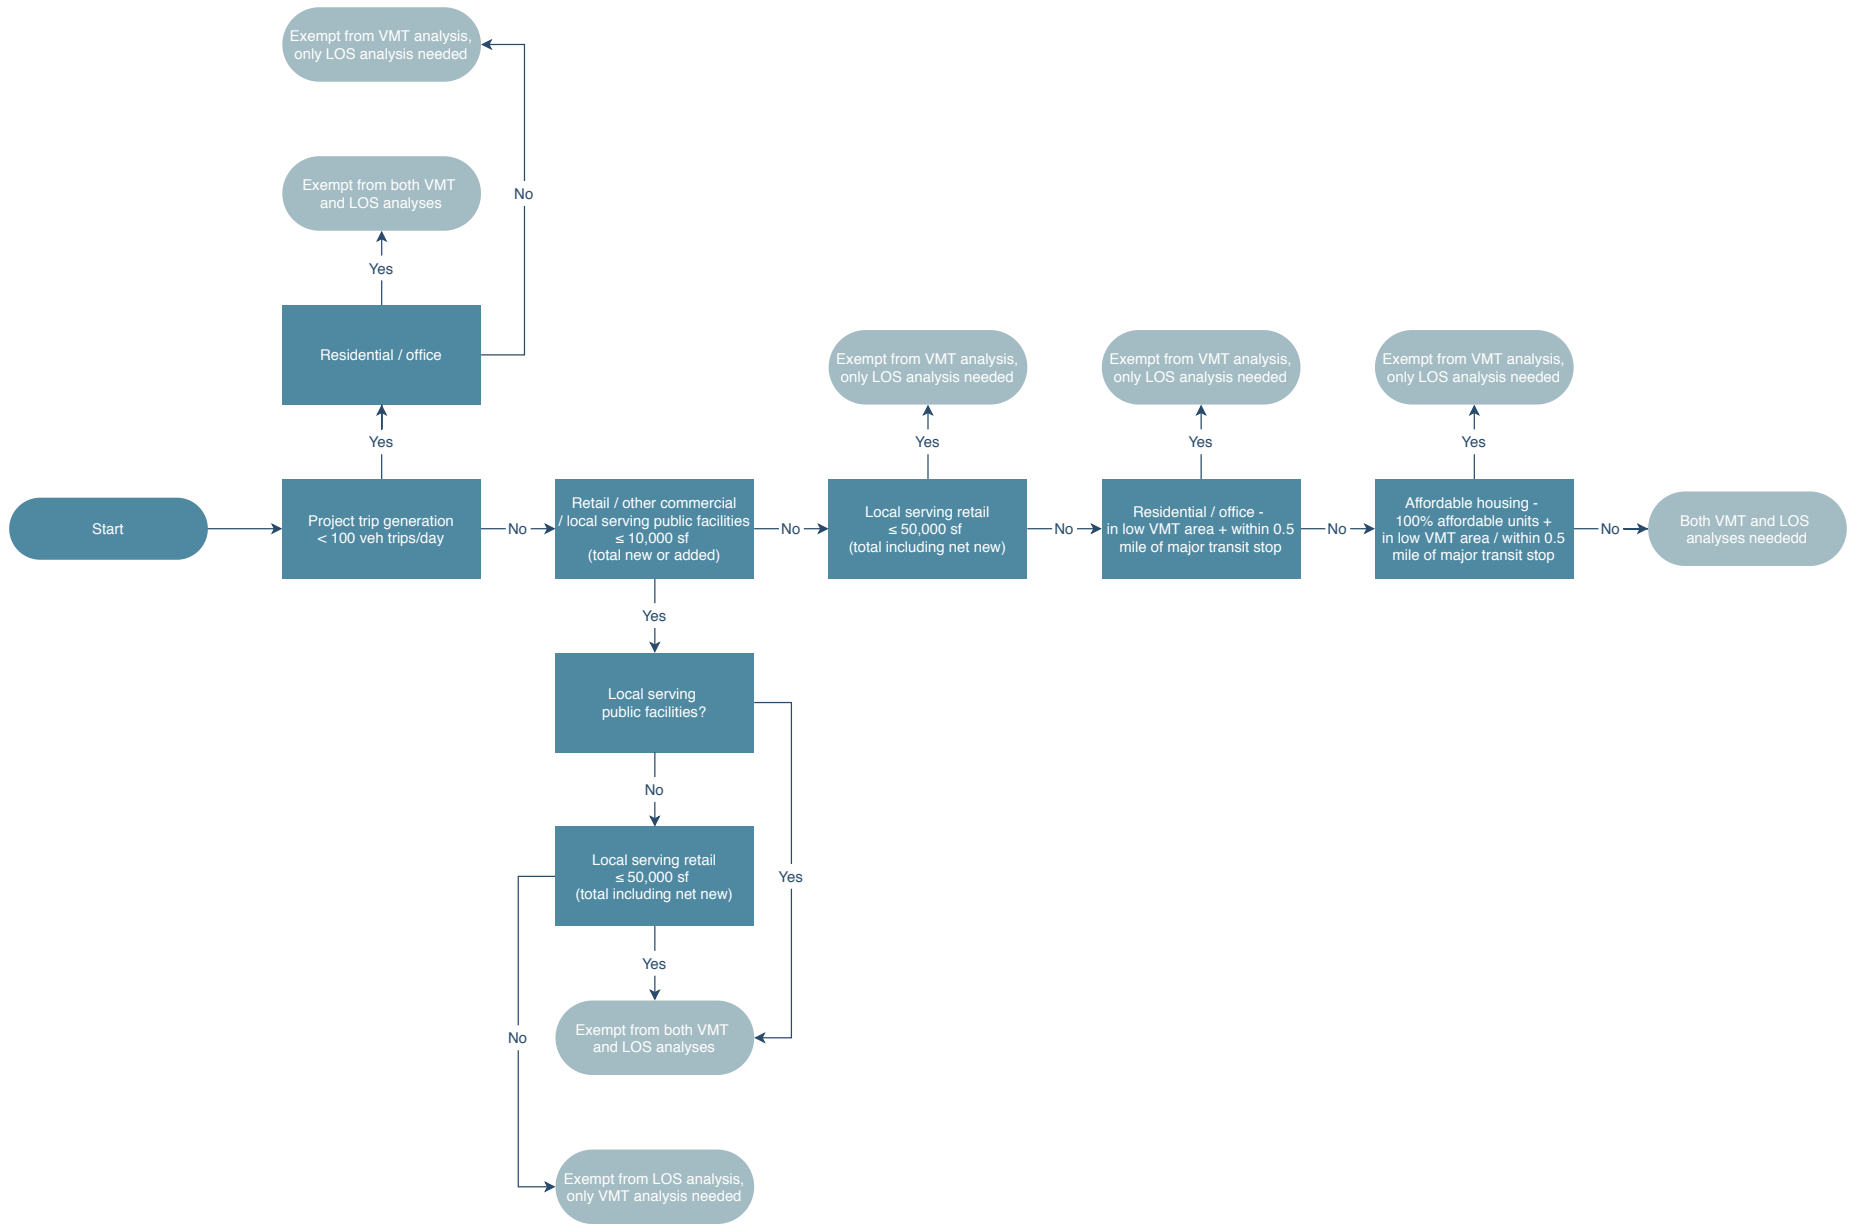 Exempt from VMT analysis,
only LOS analysis needed
No
Exempt from both VMT
and LOS analyses
Yes
Residential / office
Yes
Start
Project trip generation
< 100 veh trips/day
No
Retail / other commercial
/ local serving public facilities
≤ 10,000 sf
(total new or added)
No
Exempt from VMT analysis,
only LOS analysis needed
Yes
Local serving retail
≤ 50,000 sf
(total including net new)
No
Exempt from VMT analysis,
only LOS analysis needed
Yes
Residential / office -
in low VMT area + within 0.5
mile of major transit stop
No
Exempt from VMT analysis,
only LOS analysis needed
Yes
Affordable housing -
100% affordable units +
in low VMT area / within 0.5
mile of major transit stop
No
Both VMT and LOS
analyses neededd
Yes
Local serving
public facilities?
No
Yes
Local serving retail
≤ 50,000 sf
(total including net new)
Yes
No
Exempt from both VMT
and LOS analyses
Exempt from LOS analysis,
only VMT analysis needed